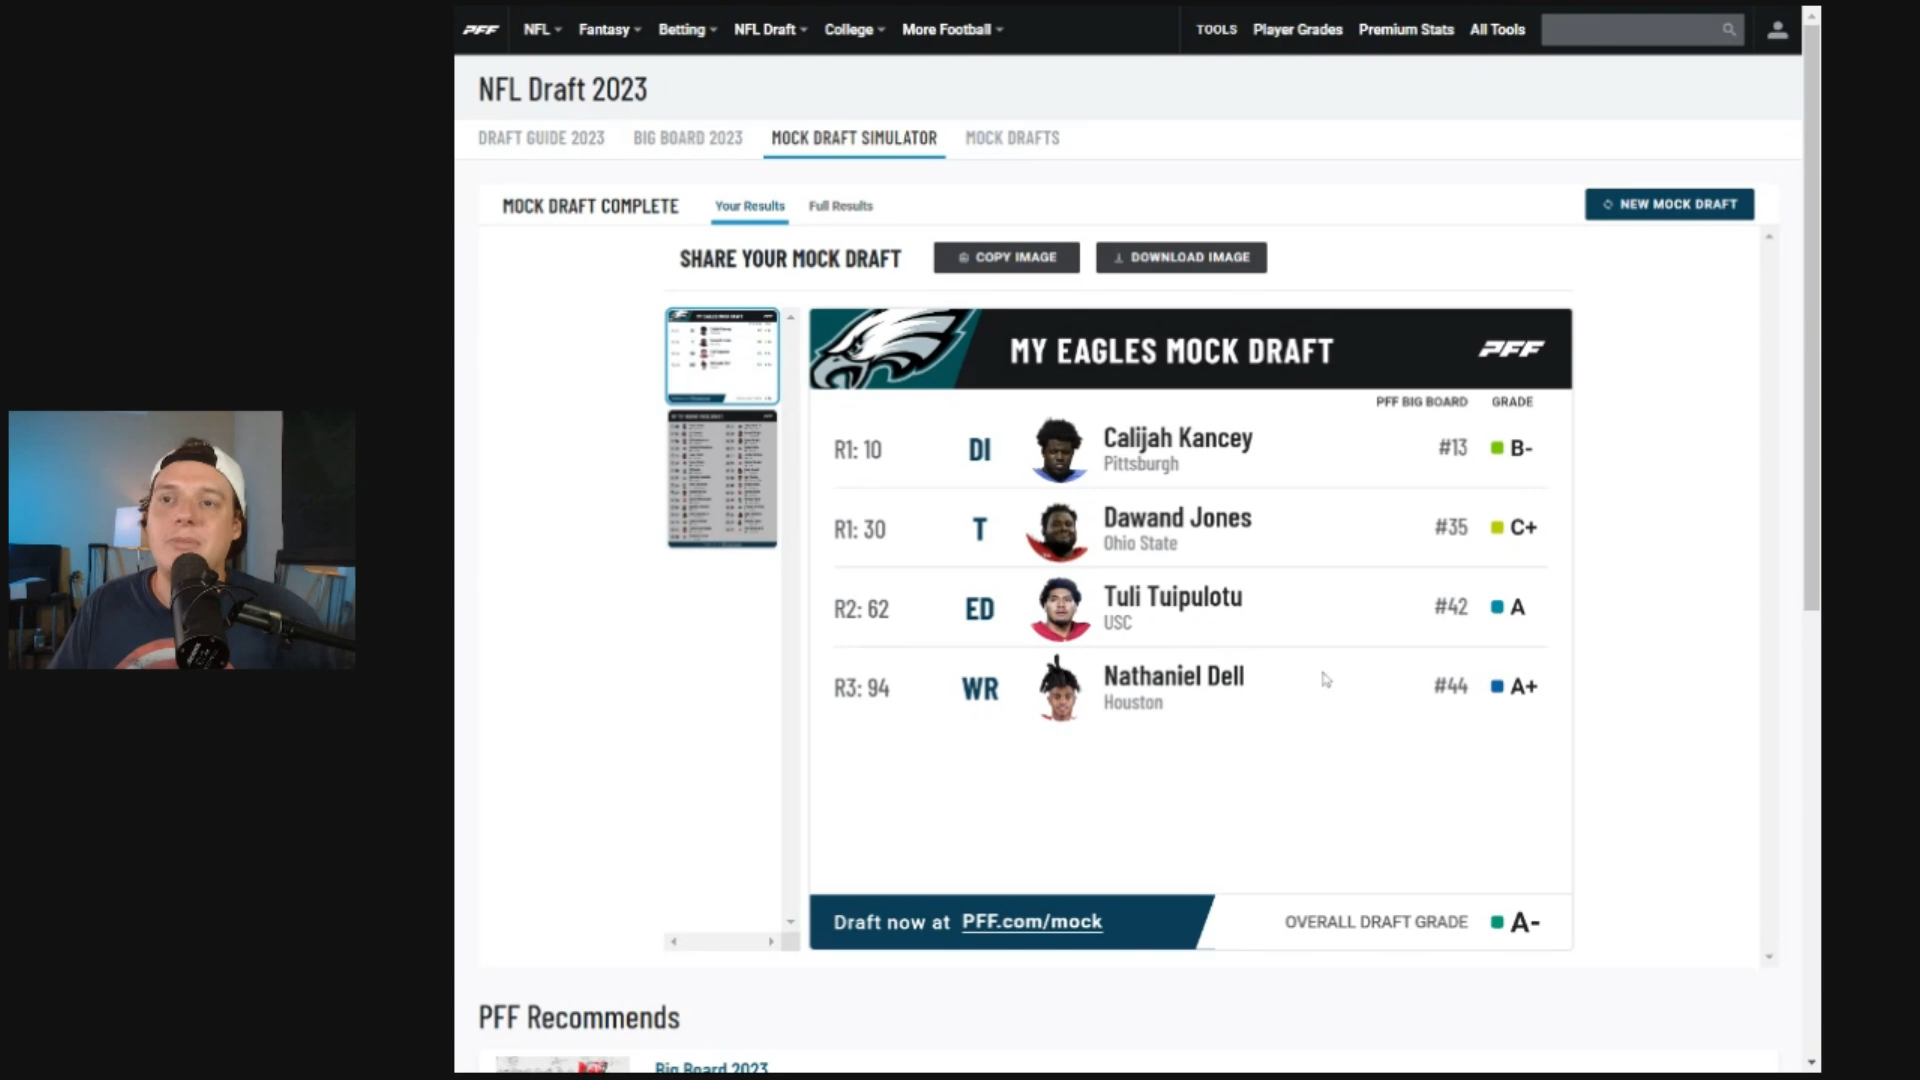 PFF NFL Fantasy Betting NFL Draft College More Football TOOLS Player Grades Premium Stats All Tools
NFL Draft 2023
DRAFT GUIDE 2023 BIG BOARD 2023 MOCK DRAFT SIMULATOR MOCK DRAFTS
MOCK DRAFT COMPLETE Your Results Full Results NEW MOCK DRAFT
SHARE YOUR MOCK DRAFT COPY IMAGE DOWNLOAD IMAGE
MY EAGLES MOCK DRAFT PFF
PFF BIG BOARD GRADE
R1: 10 DI Calijah Kancey #13 B-
Pittsburgh
R1: 30 T Dawand Jones #35 C+
Ohio State
R2: 62 ED Tuli Tuipulotu #42 A
USC
R3: 94 WR Nathaniel Dell #44 A+
Houston
Draft now at PFF.com/mock OVERALL DRAFT GRADE A-
PFF Recommends
Big Board 2023